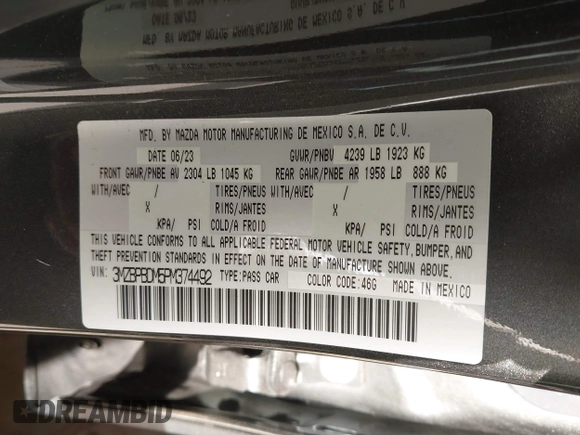 MFD. BY MAZDA MOTOR MANUFACTURING DE MEXICO S.A. DE C.V.
DATE 06/23 GVWR/PNBV 4239 LB 1923 KG
FRONT GAWR/PNBE AV 2304 LB 1045 KG REAR GAWR/PNBE AR 1958 LB 888 KG
WITH/AVEC / TIRES/PNEUS WITH/AVEC / TIRES/PNEUS
X RIMS/JANTES X RIMS/JANTES
KPA/ PSI COLD/A FROID KPA/ PSI COLD/A FROID
THIS VEHICLE CONFORMS TO ALL APPLICABLE FEDERAL MOTOR VEHICLE SAFETY, BUMPER, AND
THEFT PREVENTION STANDARDS IN EFFECT ON THE DATE OF MANUFACTURE SHOWN ABOVE.
VIN: 3MZBPBDM5PM374492 TYPE:PASS CAR COLOR CODE:46G MADE IN MEXICO
DREAMBID